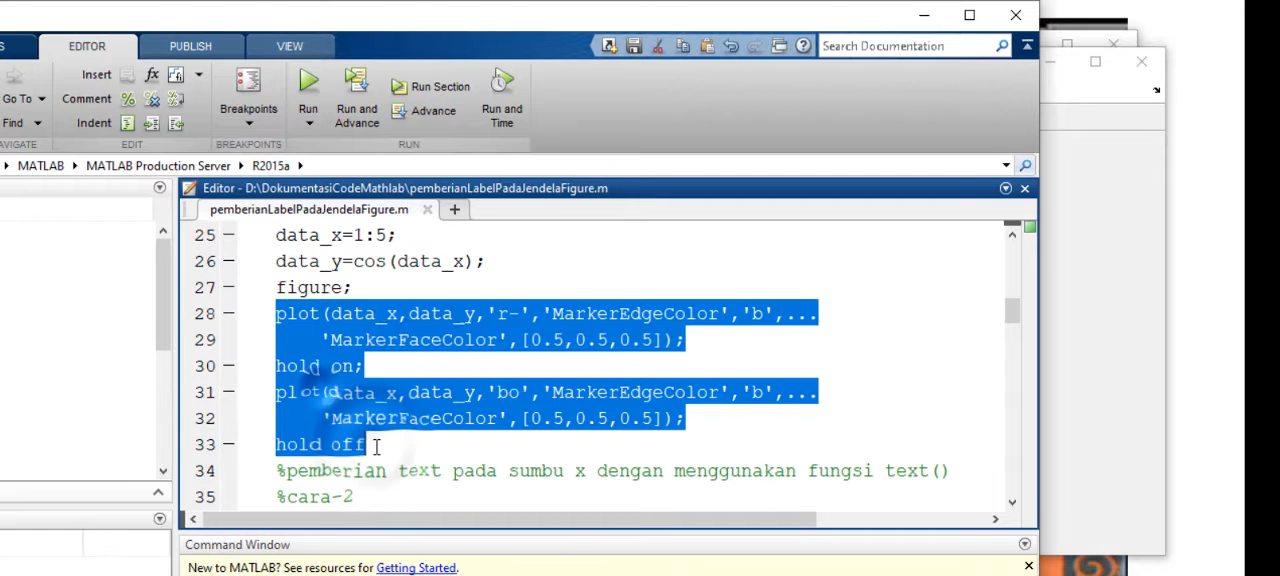 S EDITOR PUBLISH VIEW Search Documentation
Insert fx
Go To Comment Breakpoints Run Run and Advance Run Section Advance Run and Time
Find Indent
NAVIGATE EDIT BREAKPOINTS RUN
MATLAB MATLAB Production Server R2015a
Editor - D:\DokumentasiCodeMathlab\pemberianLabelPadaJendelaFigure.m
pemberianLabelPadaJendelaFigure.m
25 - data_x=1:5;
26 - data_y=cos(data_x);
27 - figure;
28 - plot(data_x,data_y,'r-','MarkerEdgeColor','b',...
29 'MarkerFaceColor',[0.5,0.5,0.5]);
30 - hold on;
31 - plot(data_x,data_y,'bo','MarkerEdgeColor','b',...
32 'MarkerFaceColor',[0.5,0.5,0.5]);
33 - hold off
34 %pemberian text pada sumbu x dengan menggunakan fungsi text()
35 %cara-2
Command Window
New to MATLAB? See resources for Getting Started.